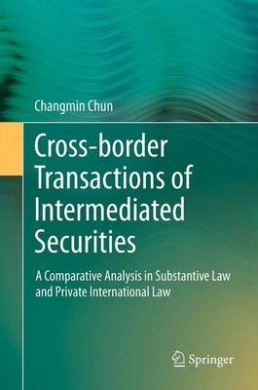 Changmin Chun
Cross-border
Transactions of
Intermediated
Securities
A Comparative Analysis in Substantive Law
and Private International Law
Springer